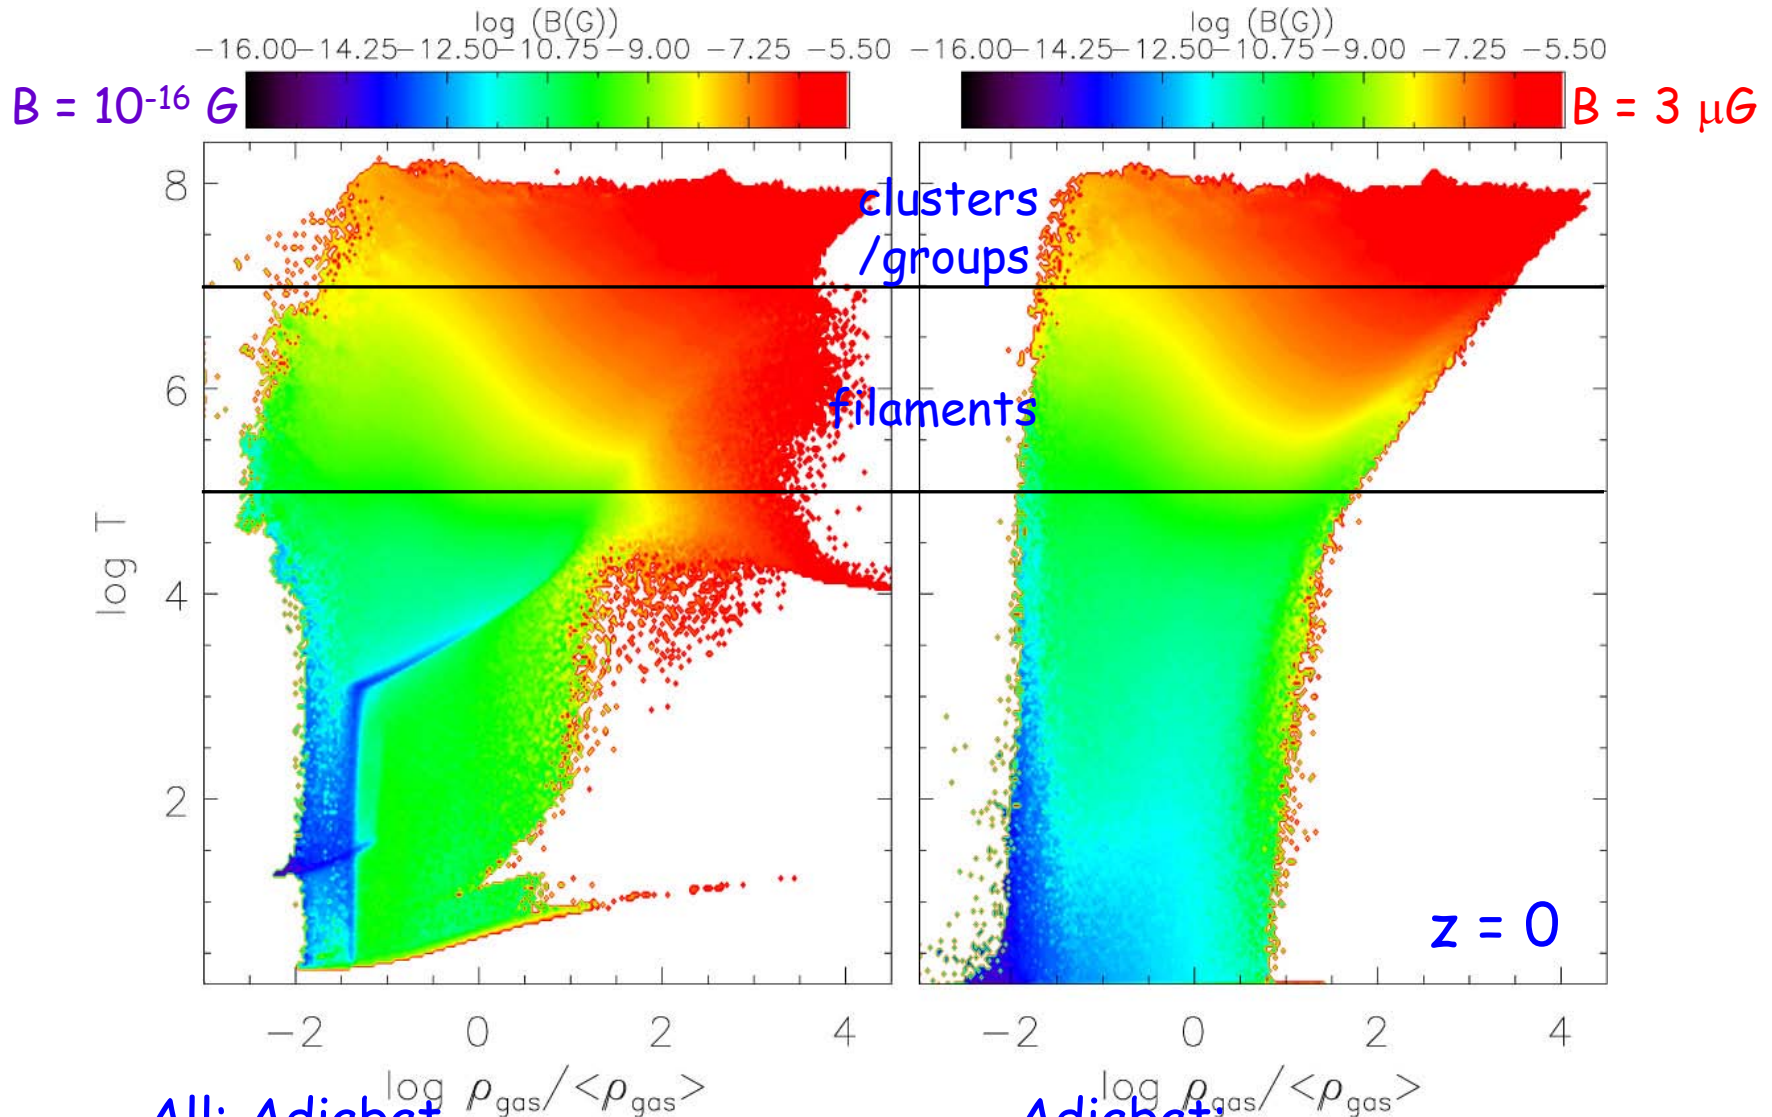 log (B(G))
−16.00−14.25−12.50−10.75−9.00 −7.25 −5.50
log (B(G))
−16.00−14.25−12.50−10.75−9.00 −7.25 −5.50
B = 10⁻¹⁶ G
B = 3 μG
8
6
4
2
log T
clusters
/groups
filaments
z = 0
−2 0 2 4
−2 0 2 4
log ρgas/<ρgas>
log ρgas/<ρgas>